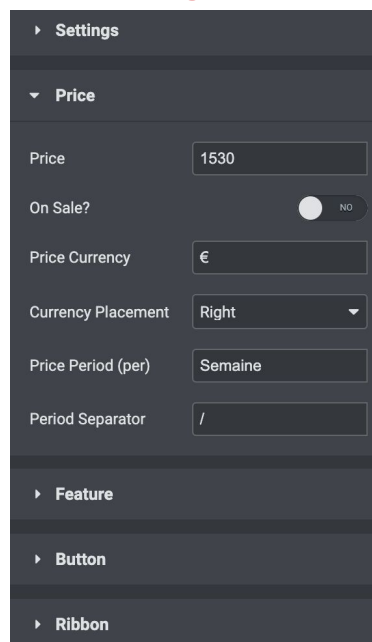 Settings
Price
Price 1530
On Sale? NO
Price Currency €
Currency Placement Right
Price Period (per) Semaine
Period Separator /
Feature
Button
Ribbon